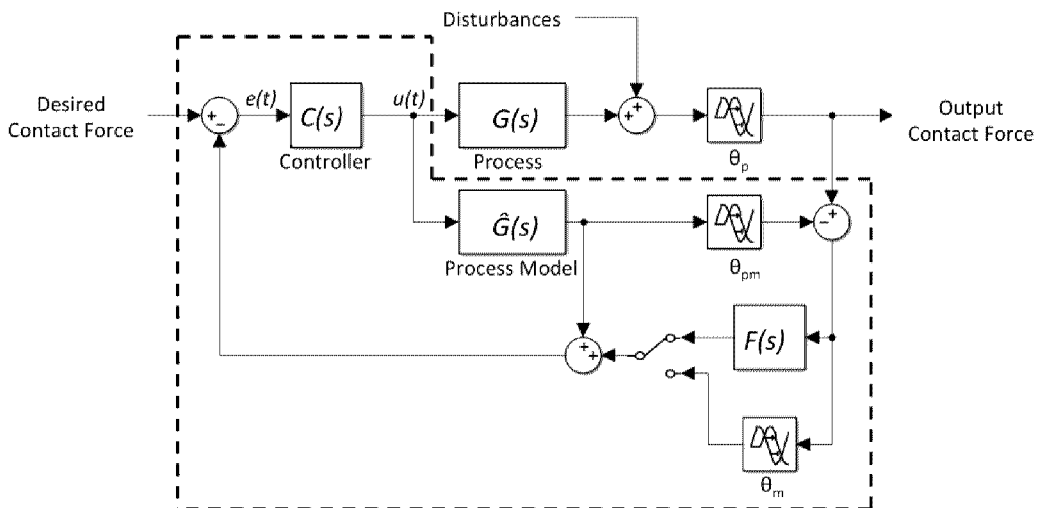 Disturbances
Desired
Contact Force
+
-
e(t)
C(s)
Controller
u(t)
G(s)
Process
+
+
θp
Output
Contact Force
Ĝ(s)
Process Model
θpm
-
+
+
+
F(s)
θm